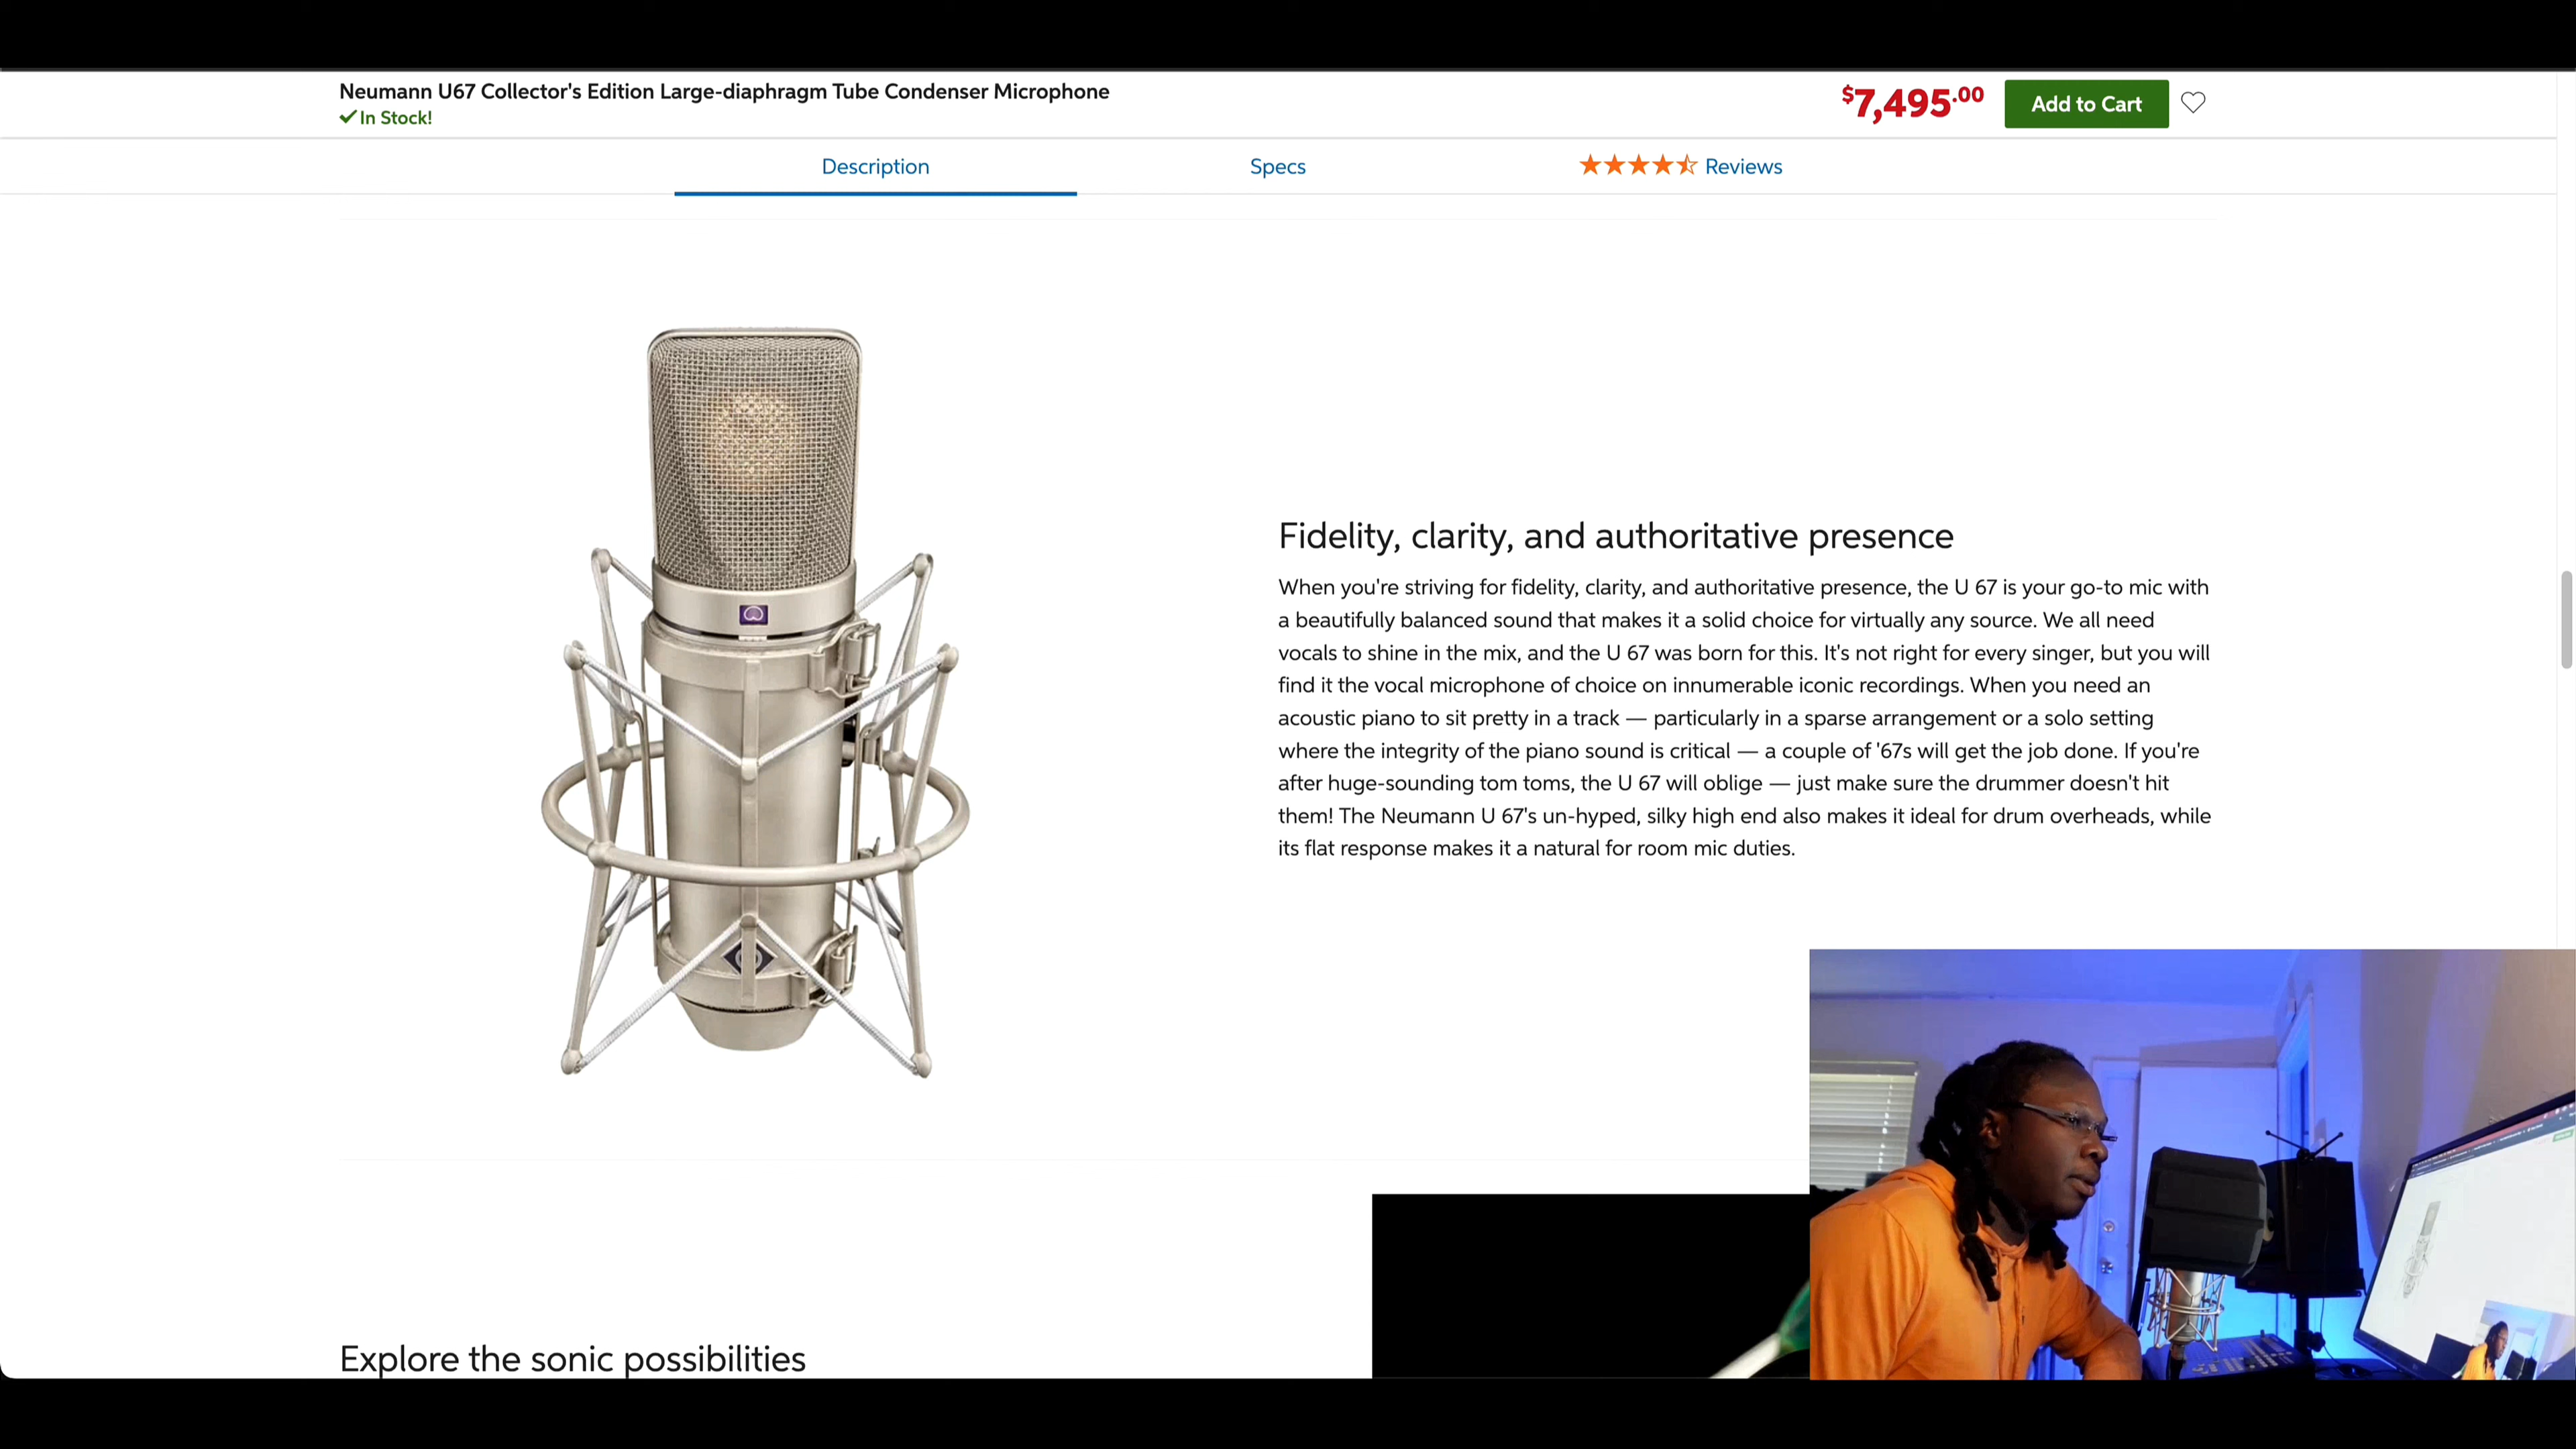 Neumann U67 Collector's Edition Large-diaphragm Tube Condenser Microphone
In Stock!
$7,495.00
Add to Cart
Description
Specs
Reviews
Fidelity, clarity, and authoritative presence
When you're striving for fidelity, clarity, and authoritative presence, the U 67 is your go-to mic with
a beautifully balanced sound that makes it a solid choice for virtually any source. We all need
vocals to shine in the mix, and the U 67 was born for this. It's not right for every singer, but you will
find it the vocal microphone of choice on innumerable iconic recordings. When you need an
acoustic piano to sit pretty in a track — particularly in a sparse arrangement or a solo setting
where the integrity of the piano sound is critical — a couple of '67s will get the job done. If you're
after huge-sounding tom toms, the U 67 will oblige — just make sure the drummer doesn't hit
them! The Neumann U 67's un-hyped, silky high end also makes it ideal for drum overheads, while
its flat response makes it a natural for room mic duties.
Explore the sonic possibilities